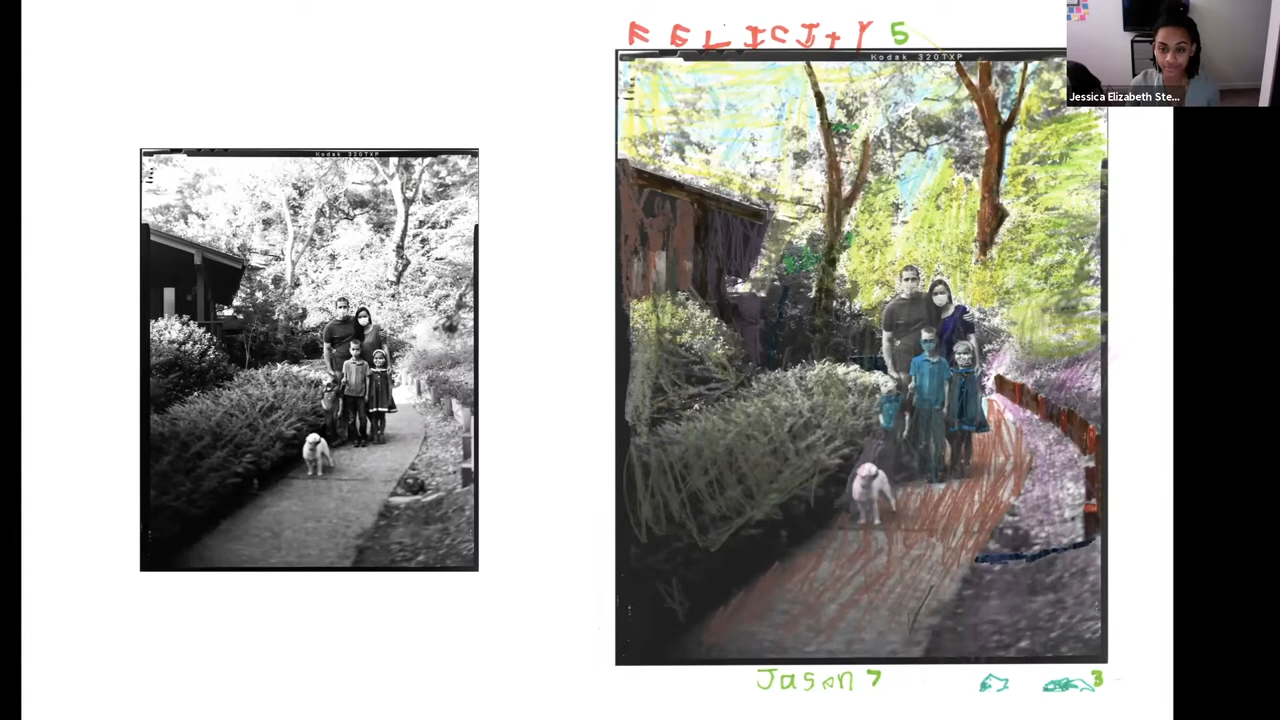 FELICITY 5
Kodak 320TXP
Jessica Elizabeth Ste...
Kodak 320TXP
Jason 7
3